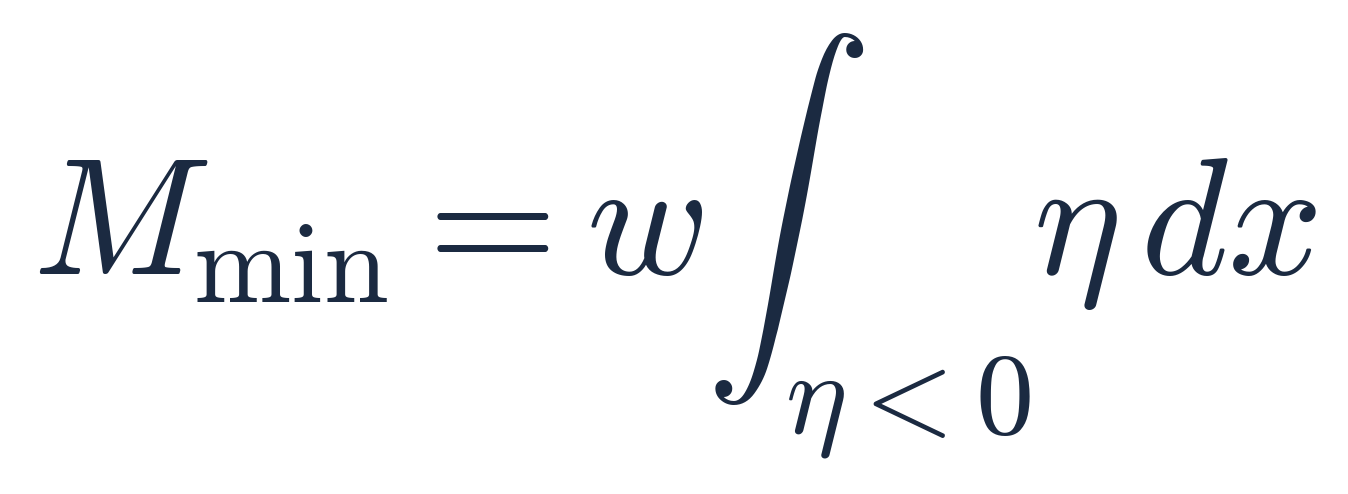 M_min = w ∫_{η<0} η dx